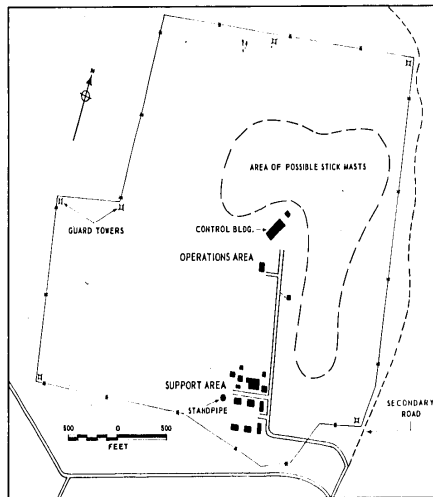 N
AREA OF POSSIBLE STICK MASTS
GUARD TOWERS
CONTROL BLDG.
OPERATIONS AREA
SUPPORT AREA
STANDPIPE
SECONDARY
ROAD
100 0 500
FEET